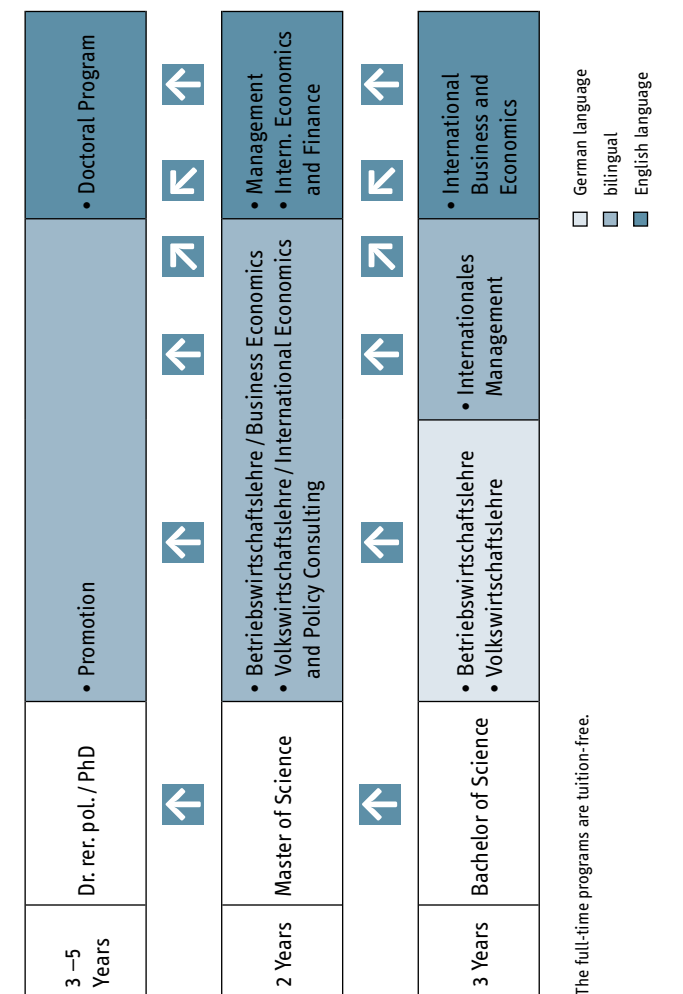 3 –5
Years
Dr. rer. pol. / PhD
• Promotion
• Doctoral Program
2 Years
Master of Science
• Betriebswirtschaftslehre / Business Economics
• Volkswirtschaftslehre / International Economics
and Policy Consulting
• Management
• Intern. Economics
and Finance
3 Years
Bachelor of Science
• Betriebswirtschaftslehre
• Volkswirtschaftslehre
• Internationales
Management
• International
Business and
Economics
The full-time programs are tuition-free.
German language
bilingual
English language